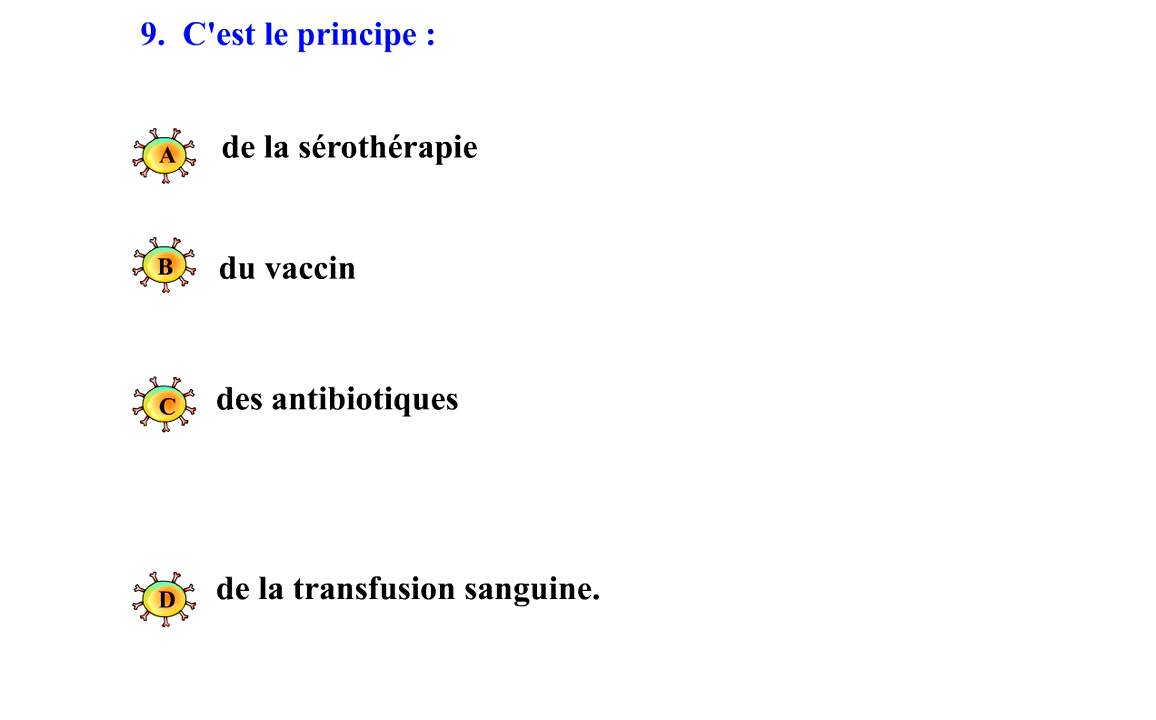 9. C'est le principe :
A de la sérothérapie
B du vaccin
C des antibiotiques
D de la transfusion sanguine.